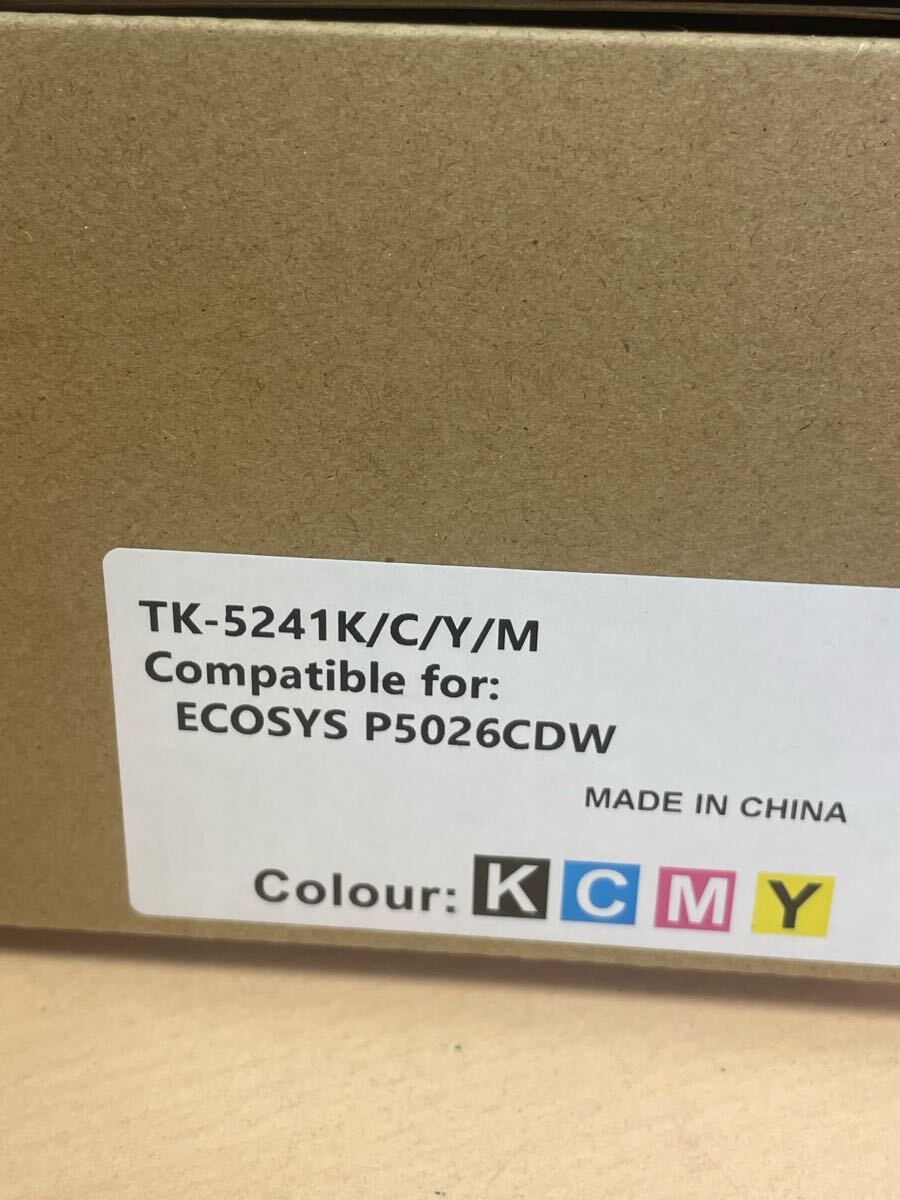 TK-5241K/C/Y/M
Compatible for:
ECOSYS P5026CDW
MADE IN CHINA
Colour: K C M Y